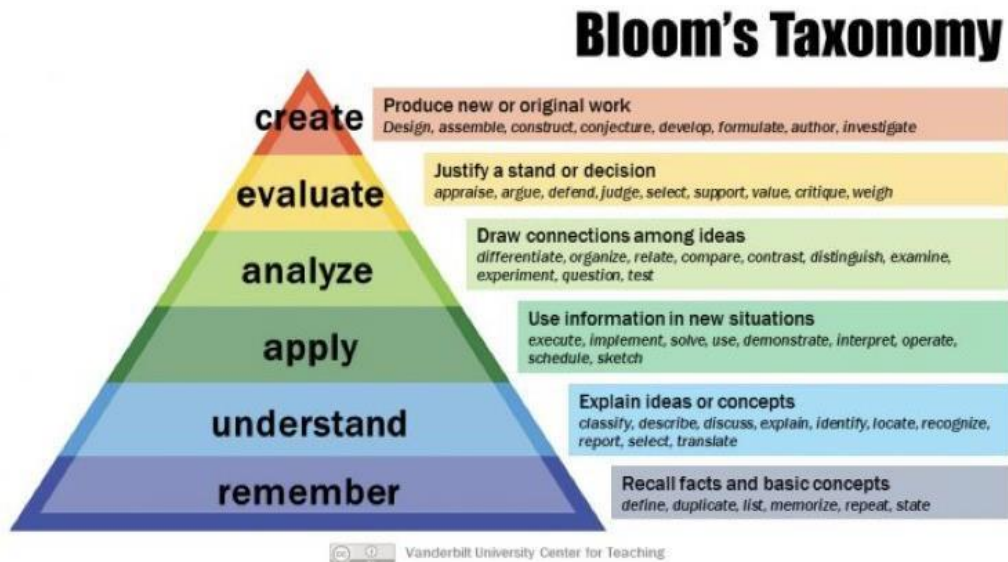 Bloom's Taxonomy
create
Produce new or original work
Design, assemble, construct, conjecture, develop, formulate, author, investigate
evaluate
Justify a stand or decision
appraise, argue, defend, judge, select, support, value, critique, weigh
analyze
Draw connections among ideas
differentiate, organize, relate, compare, contrast, distinguish, examine,
experiment, question, test
apply
Use information in new situations
execute, implement, solve, use, demonstrate, interpret, operate,
schedule, sketch
understand
Explain ideas or concepts
classify, describe, discuss, explain, identify, locate, recognize,
report, select, translate
remember
Recall facts and basic concepts
define, duplicate, list, memorize, repeat, state
cc Vanderbilt University Center for Teaching